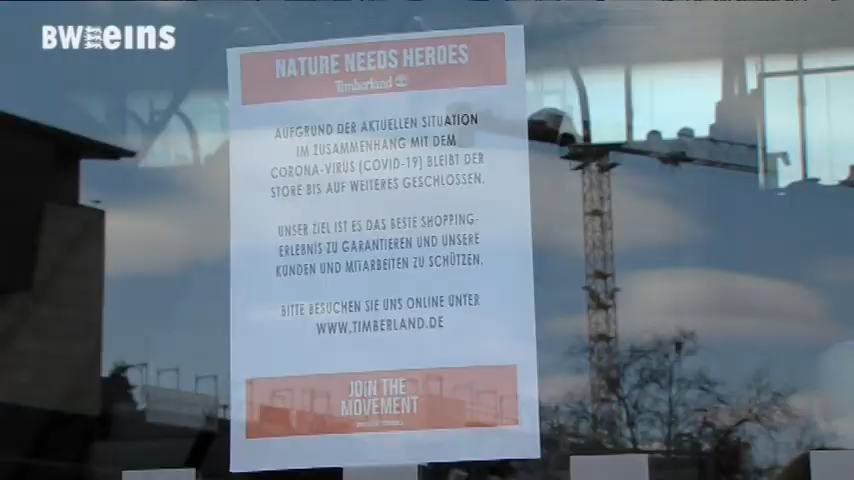 BWeins
NATURE NEEDS HEROES
Timberland
AUFGRUND DER AKTUELLEN SITUATION
IM ZUSAMMENHANG MIT DEM
CORONA-VIRUS (COVID-19) BLEIBT DER
STORE BIS AUF WEITERES GESCHLOSSEN.
UNSER ZIEL IST ES DAS BESTE SHOPPING-
ERLEBNIS ZU GARANTIEREN UND UNSERE
KUNDEN UND MITARBEITEN ZU SCHÜTZEN.
BITTE BESUCHEN SIE UNS ONLINE UNTER
WWW.TIMBERLAND.DE
JOIN THE
MOVEMENT